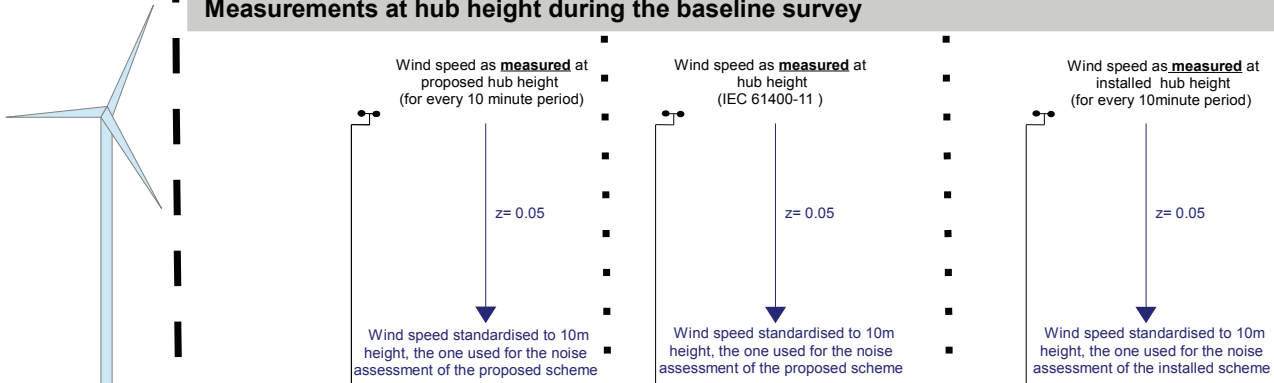 Measurements at hub height during the baseline survey
Wind speed as measured at
proposed hub height
(for every 10 minute period)
z= 0.05
Wind speed standardised to 10m
height, the one used for the noise
assessment of the proposed scheme
Wind speed as measured at
hub height
(IEC 61400-11 )
z= 0.05
Wind speed standardised to 10m
height, the one used for the noise
assessment of the proposed scheme
Wind speed as measured at
installed hub height
(for every 10minute period)
z= 0.05
Wind speed standardised to 10m
height, the one used for the noise
assessment of the installed scheme